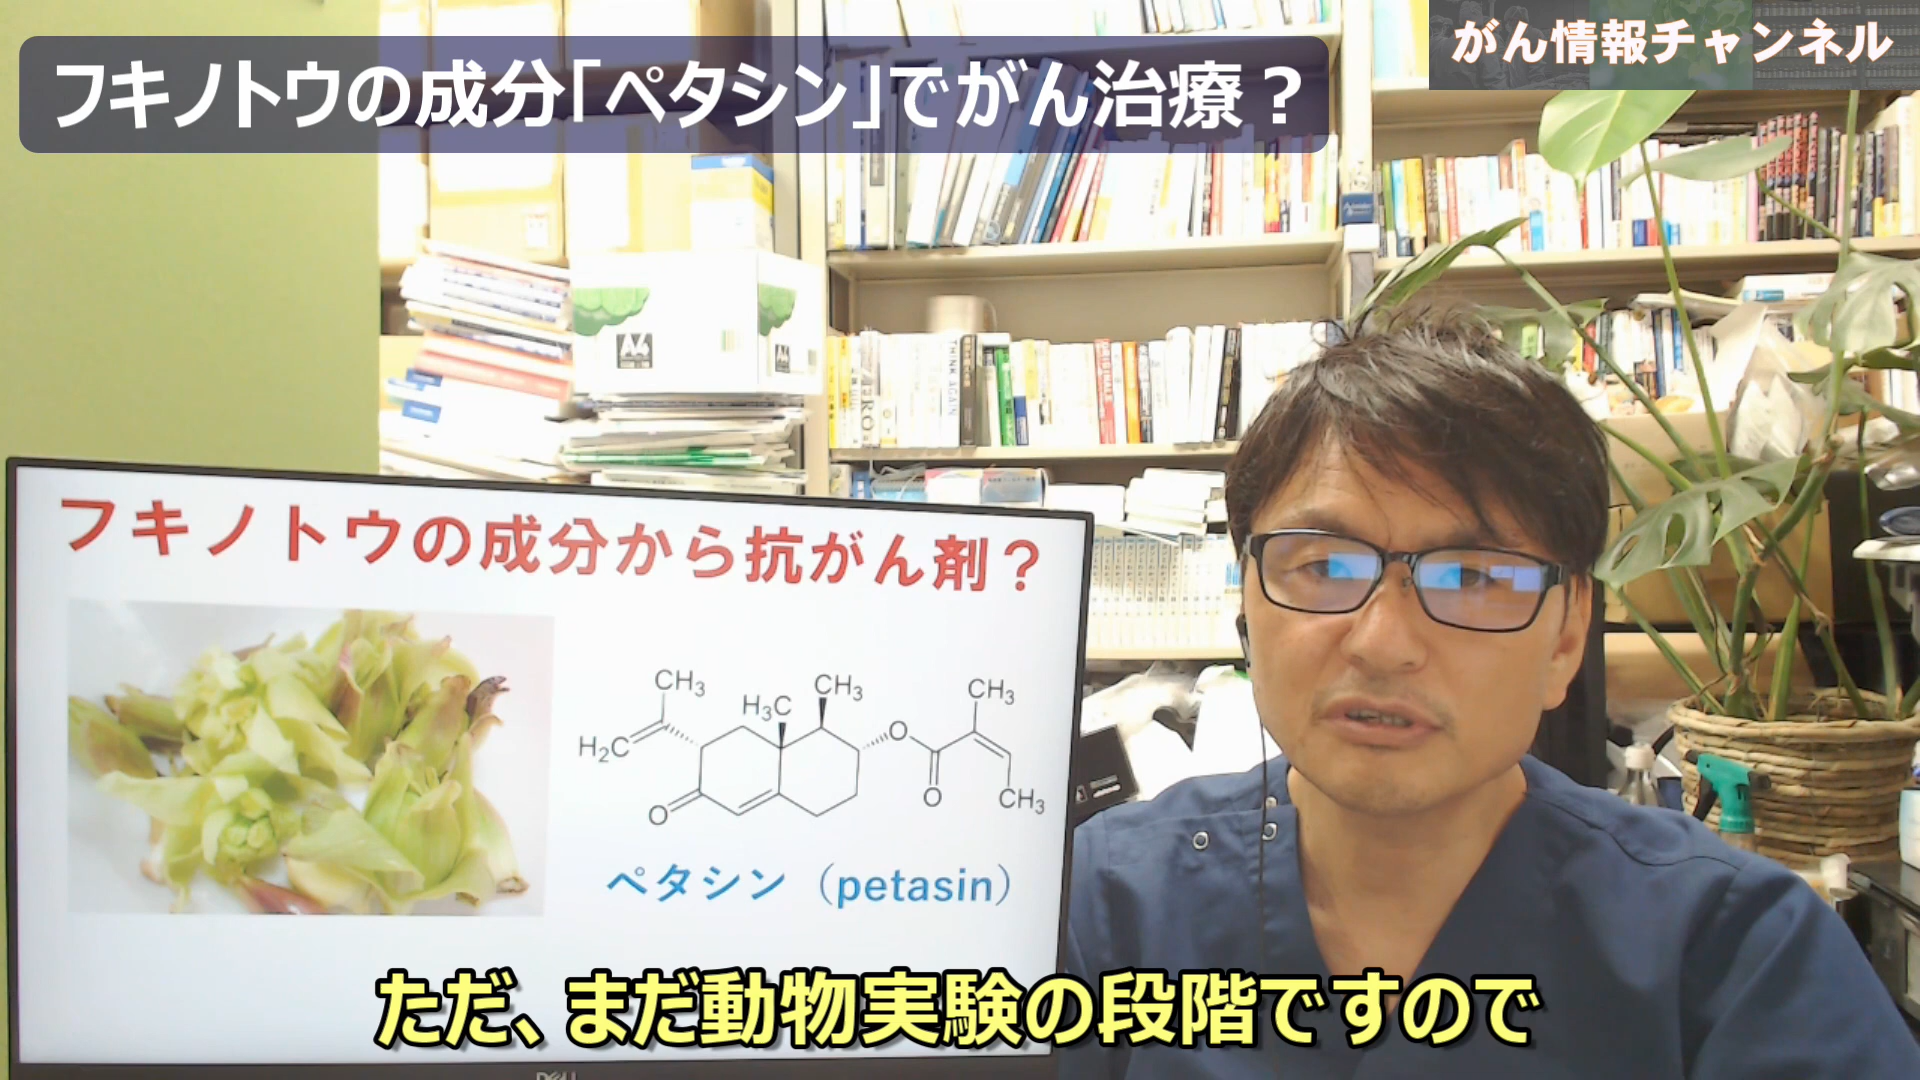 フキノトウの成分「ペタシン」でがん治療？
がん情報チャンネル
THINK AGAIN
フキノトウの成分から抗がん剤？
CH3
H3C
CH3
CH3
H2C
O
O
O
CH3
ペタシン（petasin）
ただ、まだ動物実験の段階ですので
DELL